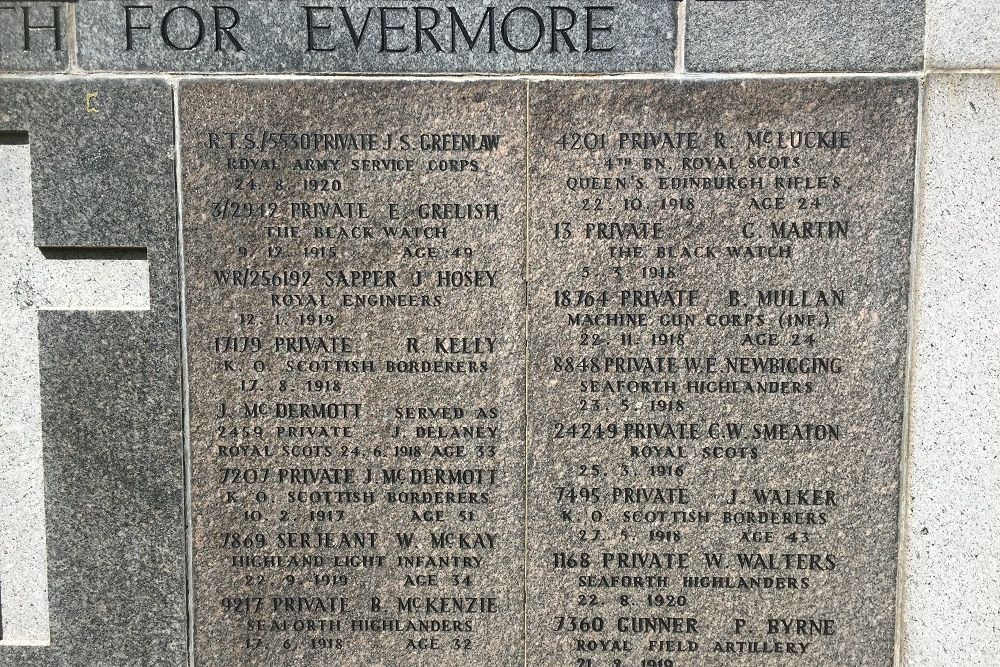 TH FOR EVERMORE
R.T.S./5530 PRIVATE J.S. GREENLAW
ROYAL ARMY SERVICE CORPS
24. 8. 1920
3/2942 PRIVATE E. GRELISH
THE BLACK WATCH
9. 12. 1915 AGE 49
WR/256192 SAPPER J HOSEY
ROYAL ENGINEERS
12. 1. 1919
17179 PRIVATE R. KELLY
K. O. SCOTTISH BORDERERS
17. 8. 1918
J. McDERMOTT SERVED AS
2459 PRIVATE J. DELANEY
ROYAL SCOTS 24. 6. 1918 AGE 33
7207 PRIVATE J. McDERMOTT
K. O. SCOTTISH BORDERERS
10. 2. 1917 AGE 51
7869 SERJEANT W. McKAY
HIGHLAND LIGHT INFANTRY
22. 9. 1919 AGE 34
9217 PRIVATE B. McKENZIE
SEAFORTH HIGHLANDERS
17. 6. 1918 AGE 32
4201 PRIVATE R. McLUCKIE
4TH BN. ROYAL SCOTS
QUEEN'S EDINBURGH RIFLES
22. 10. 1918 AGE 24
13 PRIVATE C. MARTIN
THE BLACK WATCH
5. 3. 1918
18764 PRIVATE B. MULLAN
MACHINE GUN CORPS (INF.)
22. 11. 1918 AGE 24
8848 PRIVATE W.E. NEWBIGGING
SEAFORTH HIGHLANDERS
23. 5. 1918
24249 PRIVATE C.W. SMEATON
ROYAL SCOTS
25. 3. 1916
7495 PRIVATE J. WALKER
K. O. SCOTTISH BORDERERS
27. 5. 1918 AGE 43
1168 PRIVATE W. WALTERS
SEAFORTH HIGHLANDERS
22. 8. 1920
7360 GUNNER P. BYRNE
ROYAL FIELD ARTILLERY
21. 2. 1919